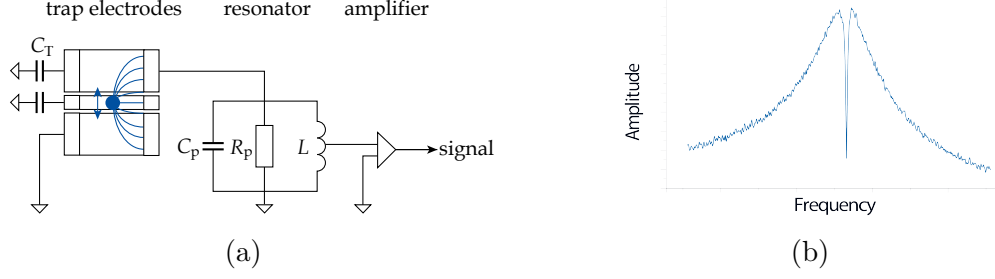 trap electrodes resonator amplifier
C_T
C_p R_p L signal
Amplitude
Frequency
(a) (b)